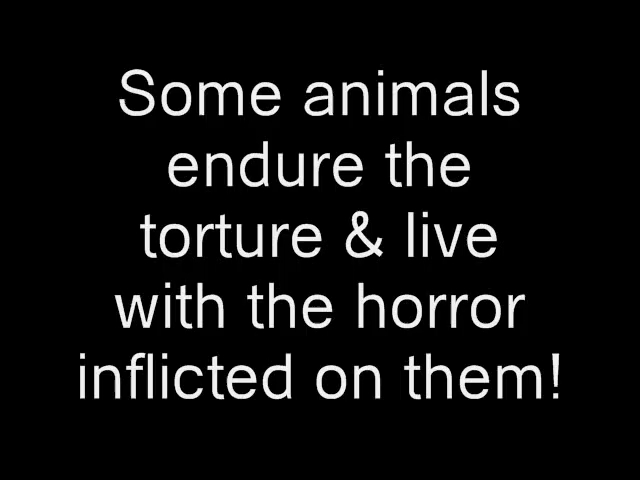 Some animals
endure the
torture & live
with the horror
inflicted on them!